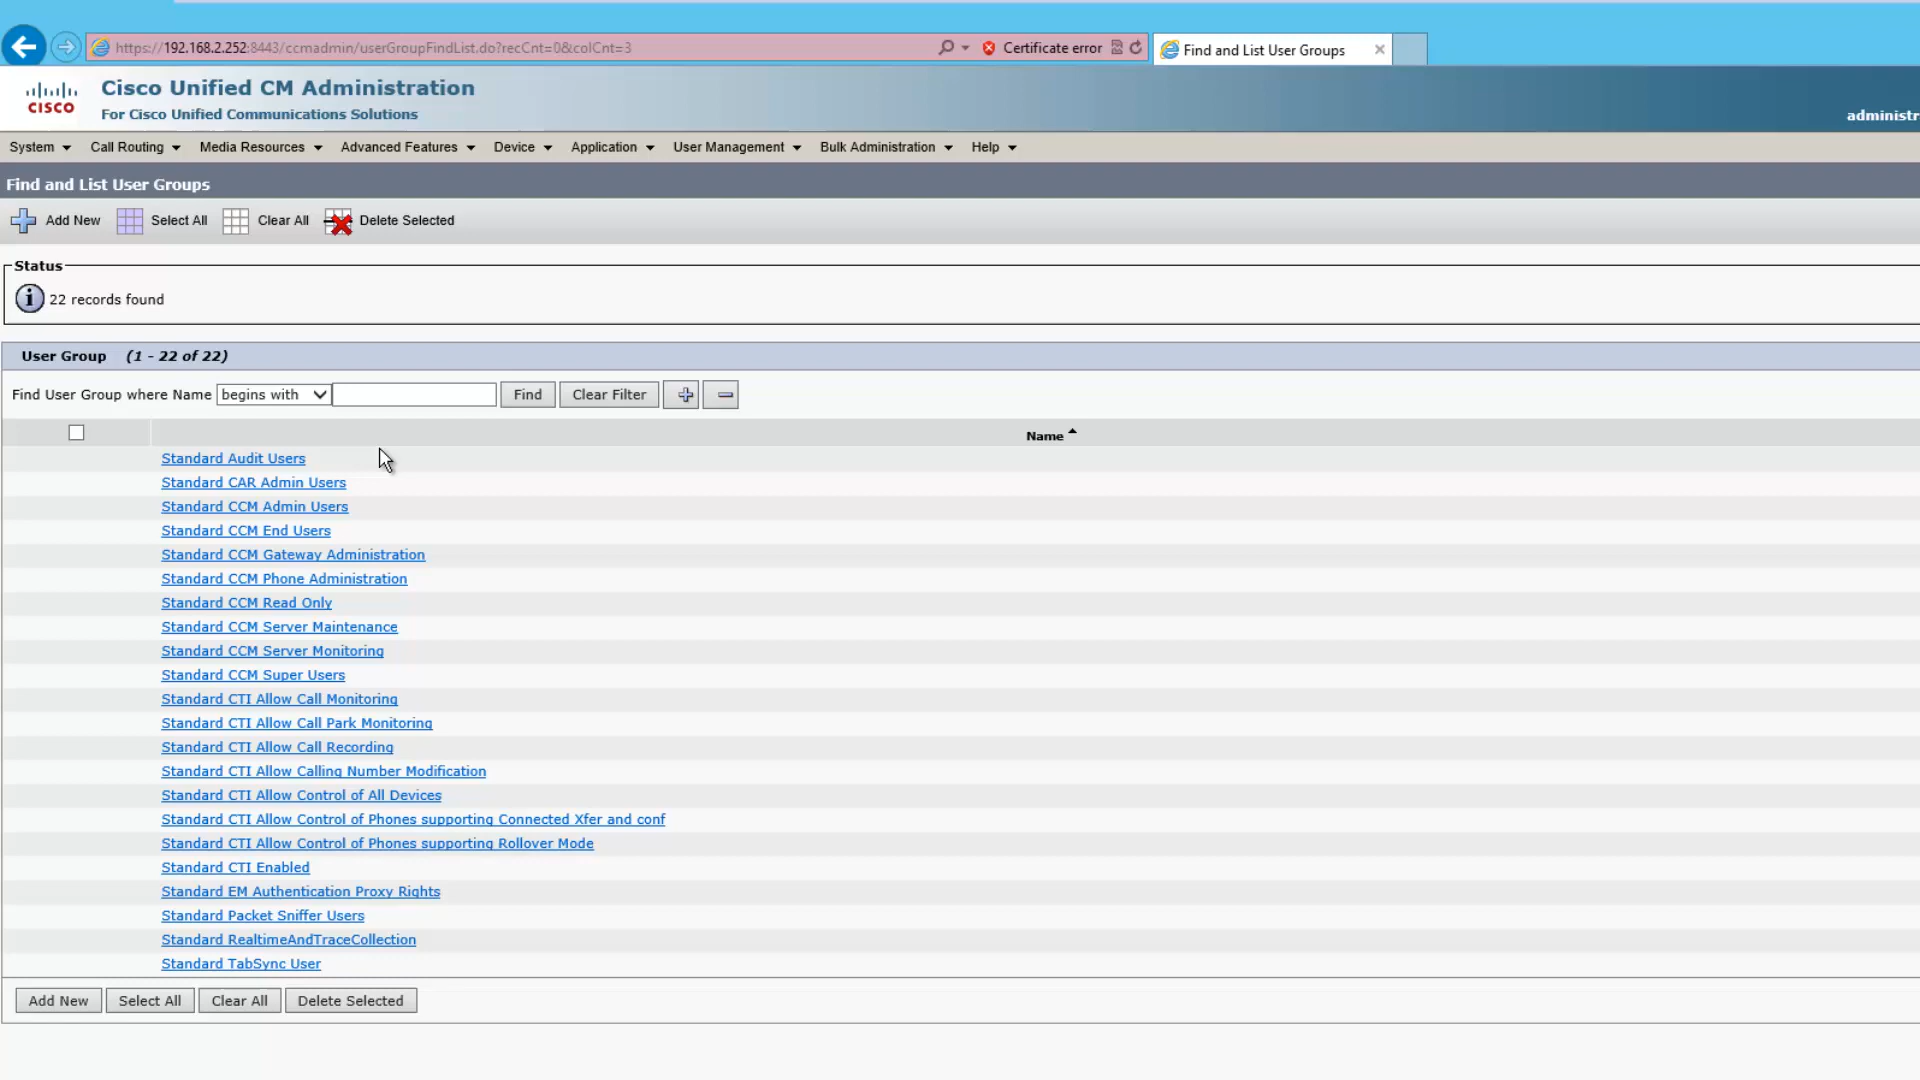 https://192.168.2.252:8443/ccmadmin/userGroupFindList.do?recCnt=0&colCnt=3 Certificate error Find and List User Groups
Cisco Unified CM Administration
CISCO For Cisco Unified Communications Solutions administr
System Call Routing Media Resources Advanced Features Device Application User Management Bulk Administration Help
Find and List User Groups
Add New Select All Clear All Delete Selected
Status
22 records found
User Group (1 - 22 of 22)
Find User Group where Name begins with Find Clear Filter
Name
Standard Audit Users
Standard CAR Admin Users
Standard CCM Admin Users
Standard CCM End Users
Standard CCM Gateway Administration
Standard CCM Phone Administration
Standard CCM Read Only
Standard CCM Server Maintenance
Standard CCM Server Monitoring
Standard CCM Super Users
Standard CTI Allow Call Monitoring
Standard CTI Allow Call Park Monitoring
Standard CTI Allow Call Recording
Standard CTI Allow Calling Number Modification
Standard CTI Allow Control of All Devices
Standard CTI Allow Control of Phones supporting Connected Xfer and conf
Standard CTI Allow Control of Phones supporting Rollover Mode
Standard CTI Enabled
Standard EM Authentication Proxy Rights
Standard Packet Sniffer Users
Standard RealtimeAndTraceCollection
Standard TabSync User
Add New Select All Clear All Delete Selected